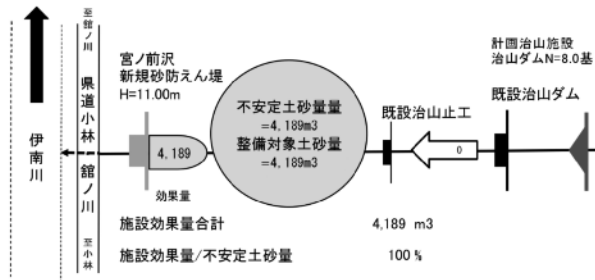 至舘ノ川
県道小林舘ノ川
至小林
伊南川
宮ノ前沢
新規砂防えん堤
H=11.00m
4,189
効果量
不安定土砂量量
=4,189m3
整備対象土砂量
=4,189m3
既設治山止工
0
計画治山施設
治山ダムN=8.0基
既設治山ダム
施設効果量合計 4,189 m3
施設効果量/不安定土砂量 100 %